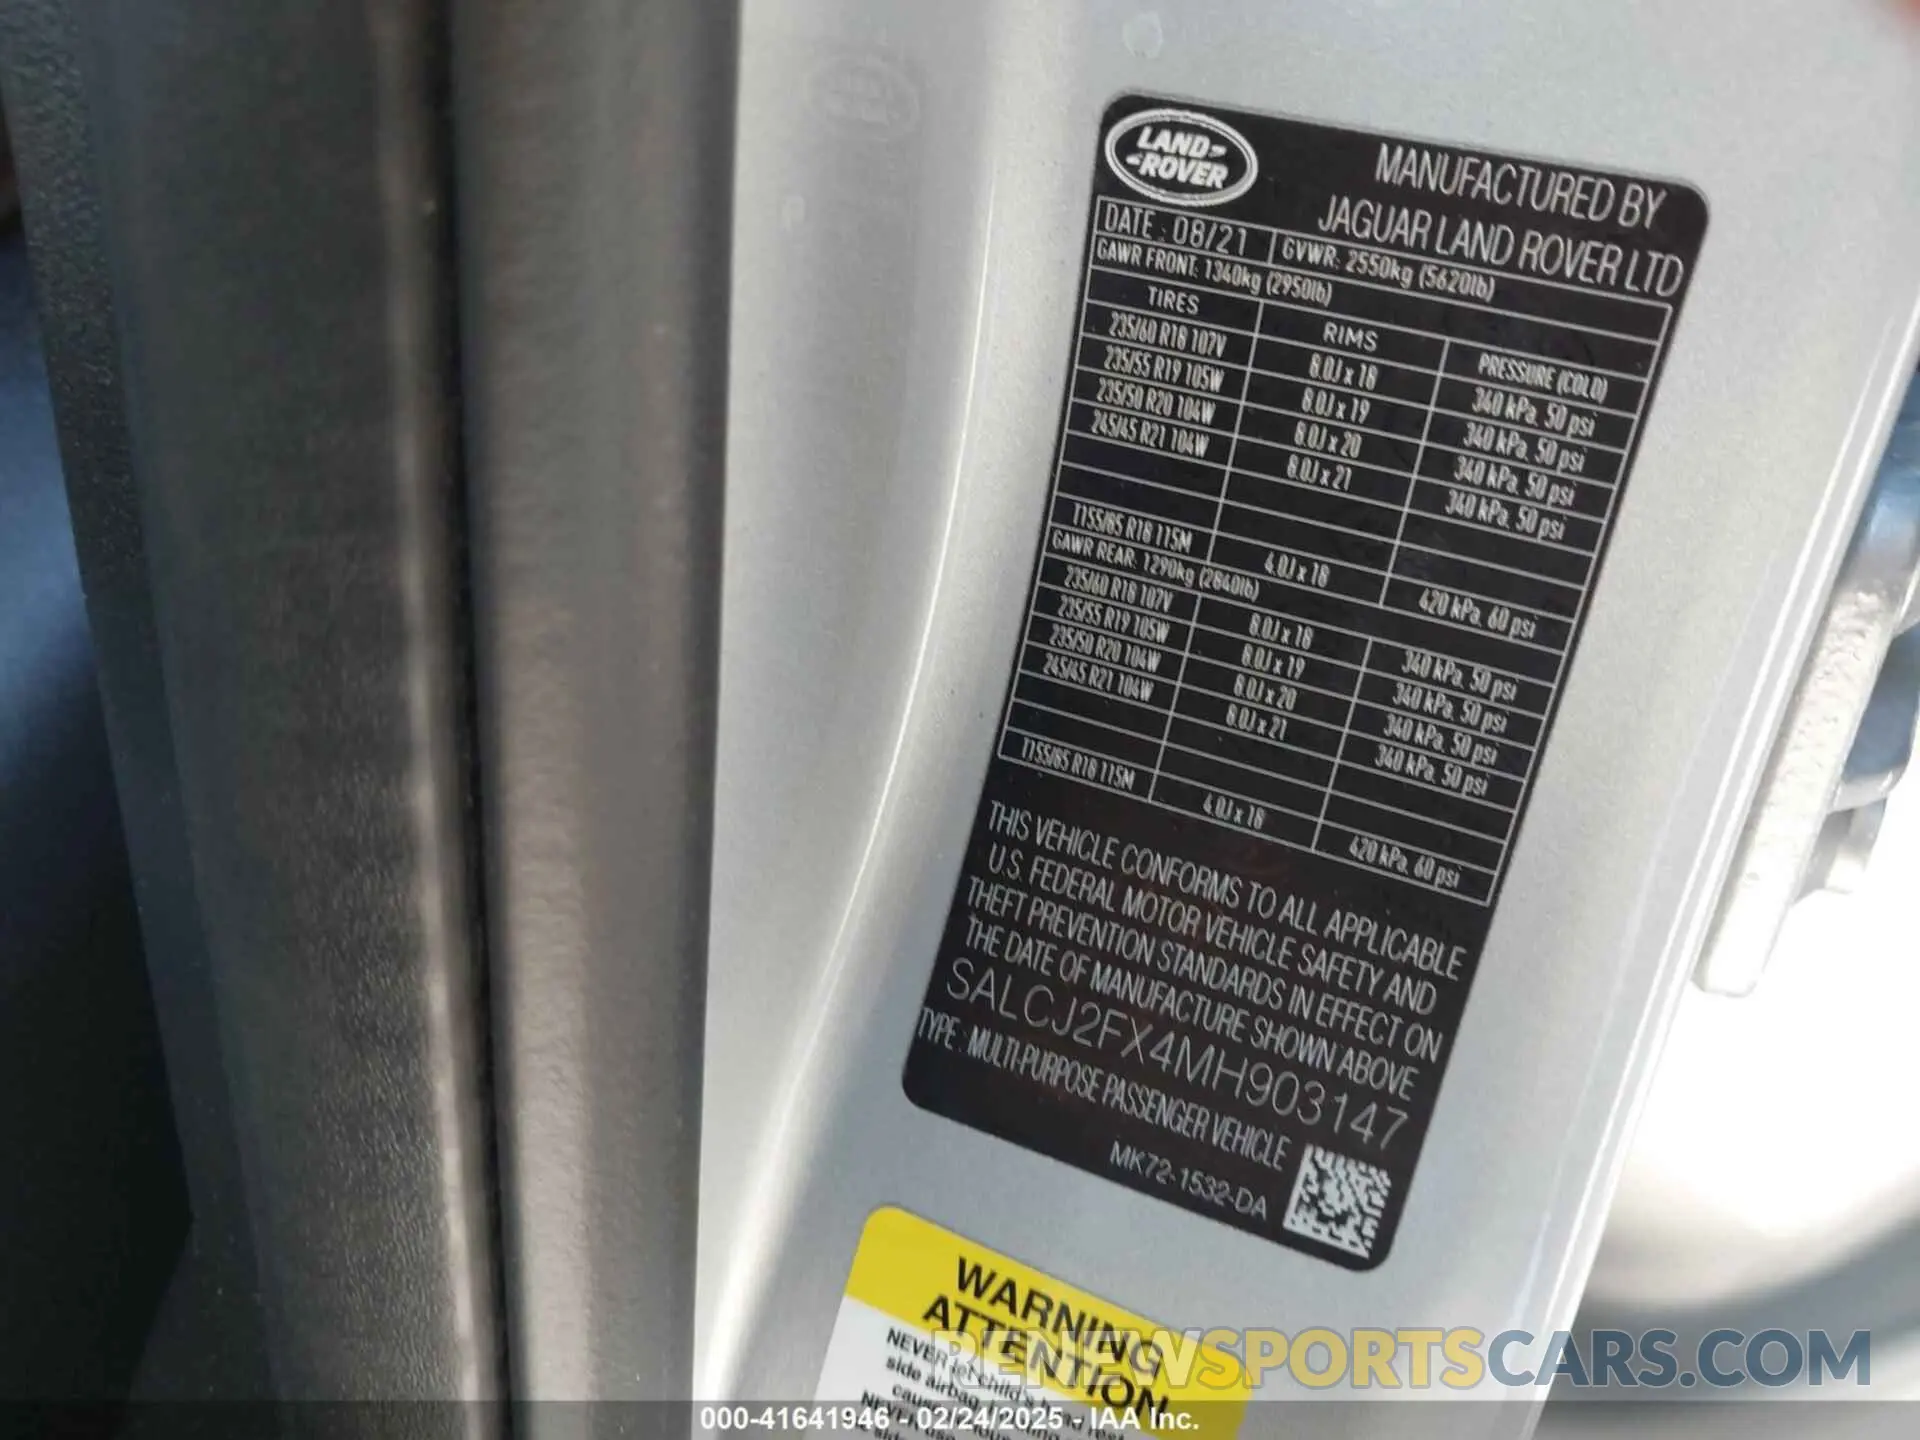 LAND-
-ROVER
MANUFACTURED BY
JAGUAR LAND ROVER LTD
DATE : 08/21 GVWR: 2550kg (5620lb)
GAWR FRONT: 1340kg (2950lb)
TIRES RIMS PRESSURE (COLD)
235/60 R18 107V 8.0J x 18 340 kPa. 50 psi
235/55 R19 105W 8.0J x 19 340 kPa. 50 psi
235/50 R20 104W 8.0J x 20 340 kPa. 50 psi
245/45 R21 104W 8.0J x 21 340 kPa. 50 psi
T155/85 R18 115M 4.0J x 18 420 kPa. 60 psi
GAWR REAR: 1290kg (2840lb)
235/60 R18 107V 8.0J x 18 340 kPa. 50 psi
235/55 R19 105W 8.0J x 19 340 kPa. 50 psi
235/50 R20 104W 8.0J x 20 340 kPa. 50 psi
245/45 R21 104W 8.0J x 21 340 kPa. 50 psi
T155/85 R18 115M 4.0J x 18 420 kPa. 60 psi
THIS VEHICLE CONFORMS TO ALL APPLICABLE
U.S. FEDERAL MOTOR VEHICLE SAFETY AND
THEFT PREVENTION STANDARDS IN EFFECT ON
THE DATE OF MANUFACTURE SHOWN ABOVE
SALCJ2FX4MH903147
TYPE : MULTI-PURPOSE PASSENGER VEHICLE
MK72-1532-DA
WARNING
ATTENTION
NEVER let child's
side airbag
NEVER use
RENEWSPORTSCARS.COM
000-41641946 - 02/24/2025 - IAA Inc.